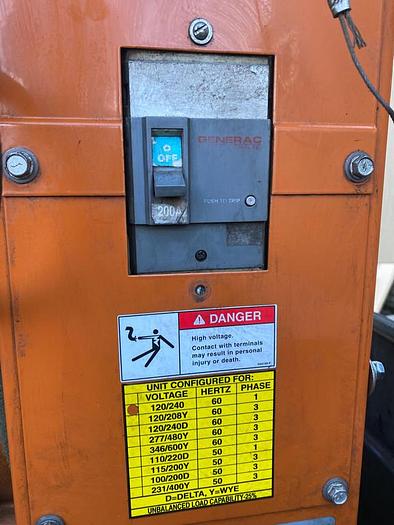 O
OFF
GENERAC
200A
PUSH TO TRIP
DANGER
High voltage.
Contact with terminals
may result in personal
injury or death.
UNIT CONFIGURED FOR:
VOLTAGE HERTZ PHASE
120/240 60 1
120/208Y 60 3
120/240D 60 3
277/480Y 60 3
346/600Y 60 3
110/220D 50 1
115/200Y 50 3
100/200D 50 3
231/400Y 50 3
D=DELTA, Y=WYE
UNBALANCED LOAD CAPABILITY-25%